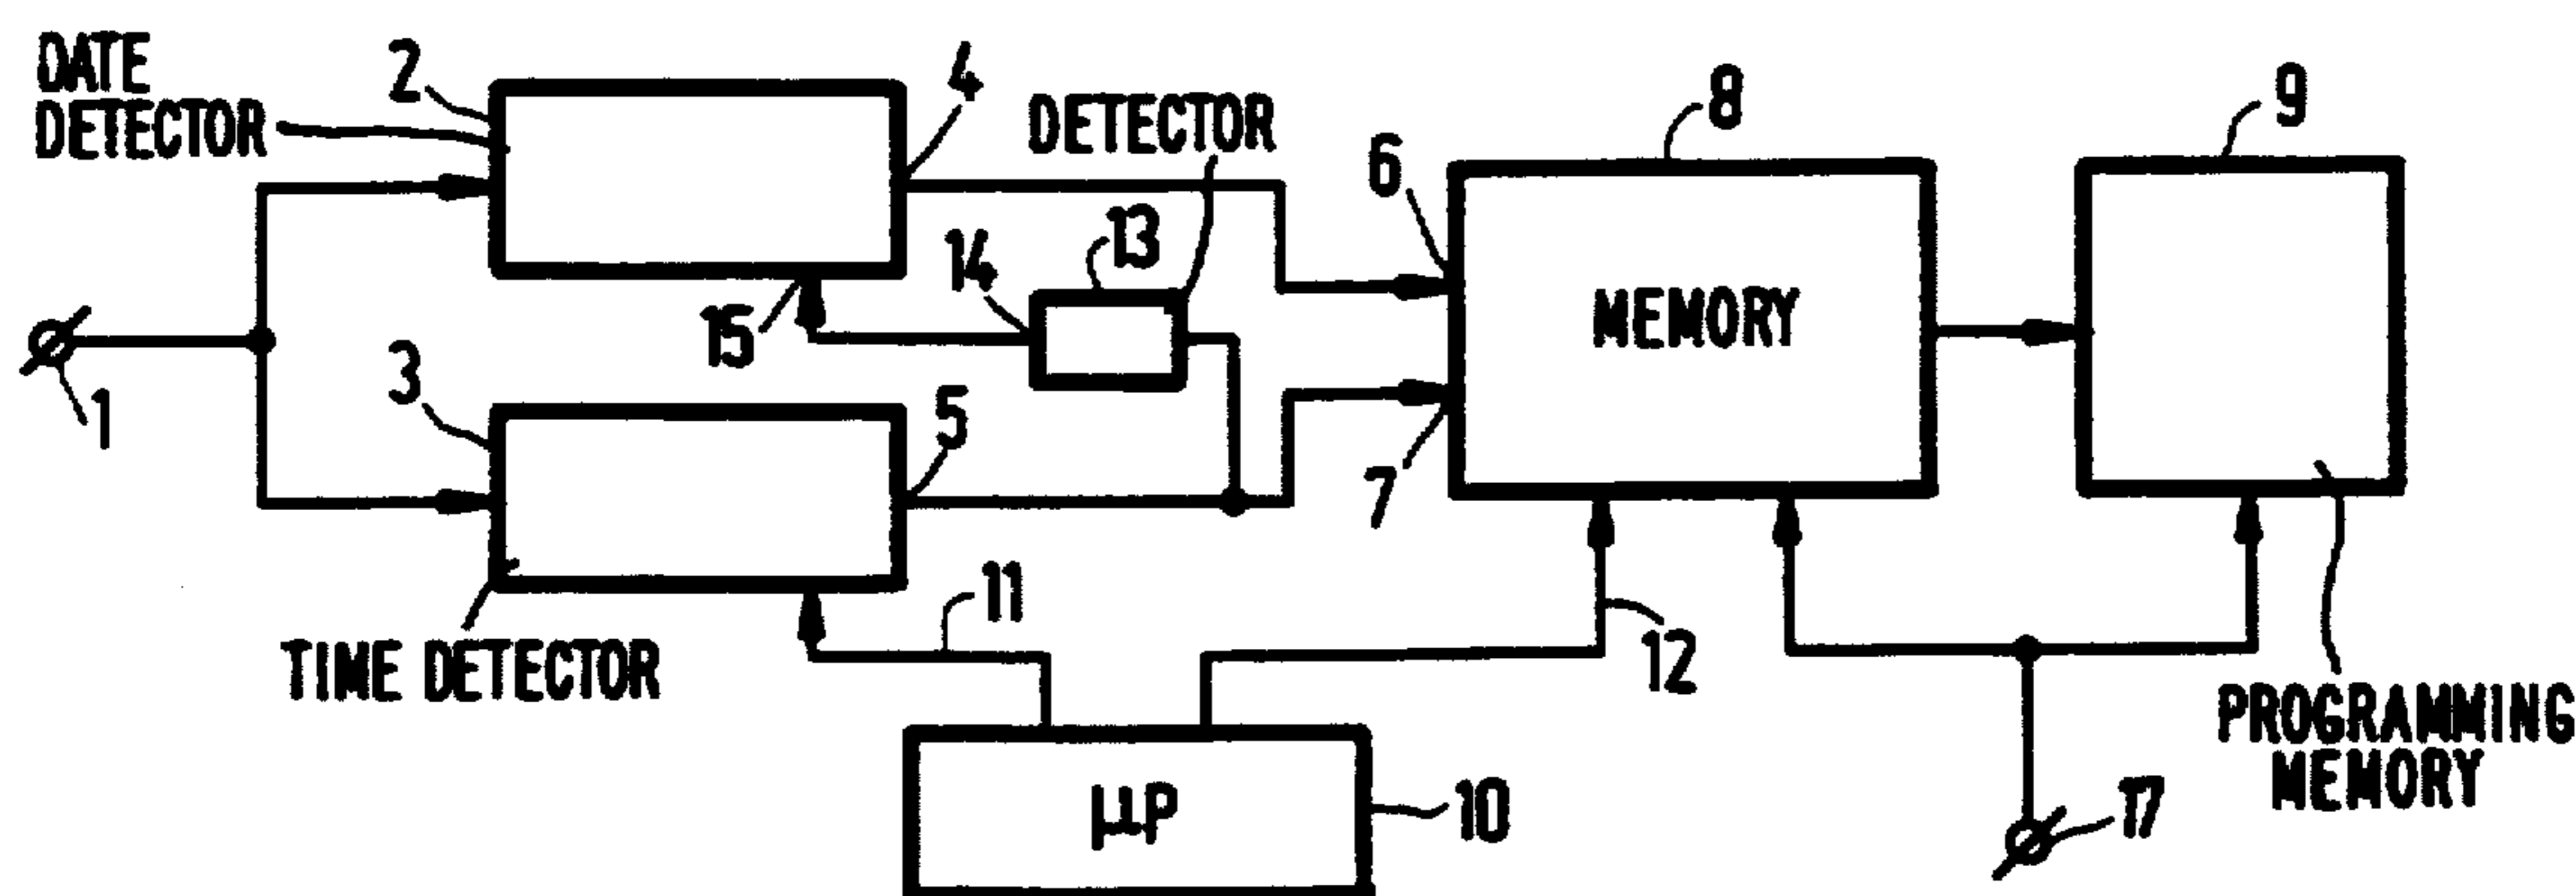 DATE
DETECTOR
2
4
DETECTOR
8
9
6
13
14
MEMORY
15
1
3
5
7
11
12
TIME DETECTOR
PROGRAMMING
MEMORY
µP
10
17